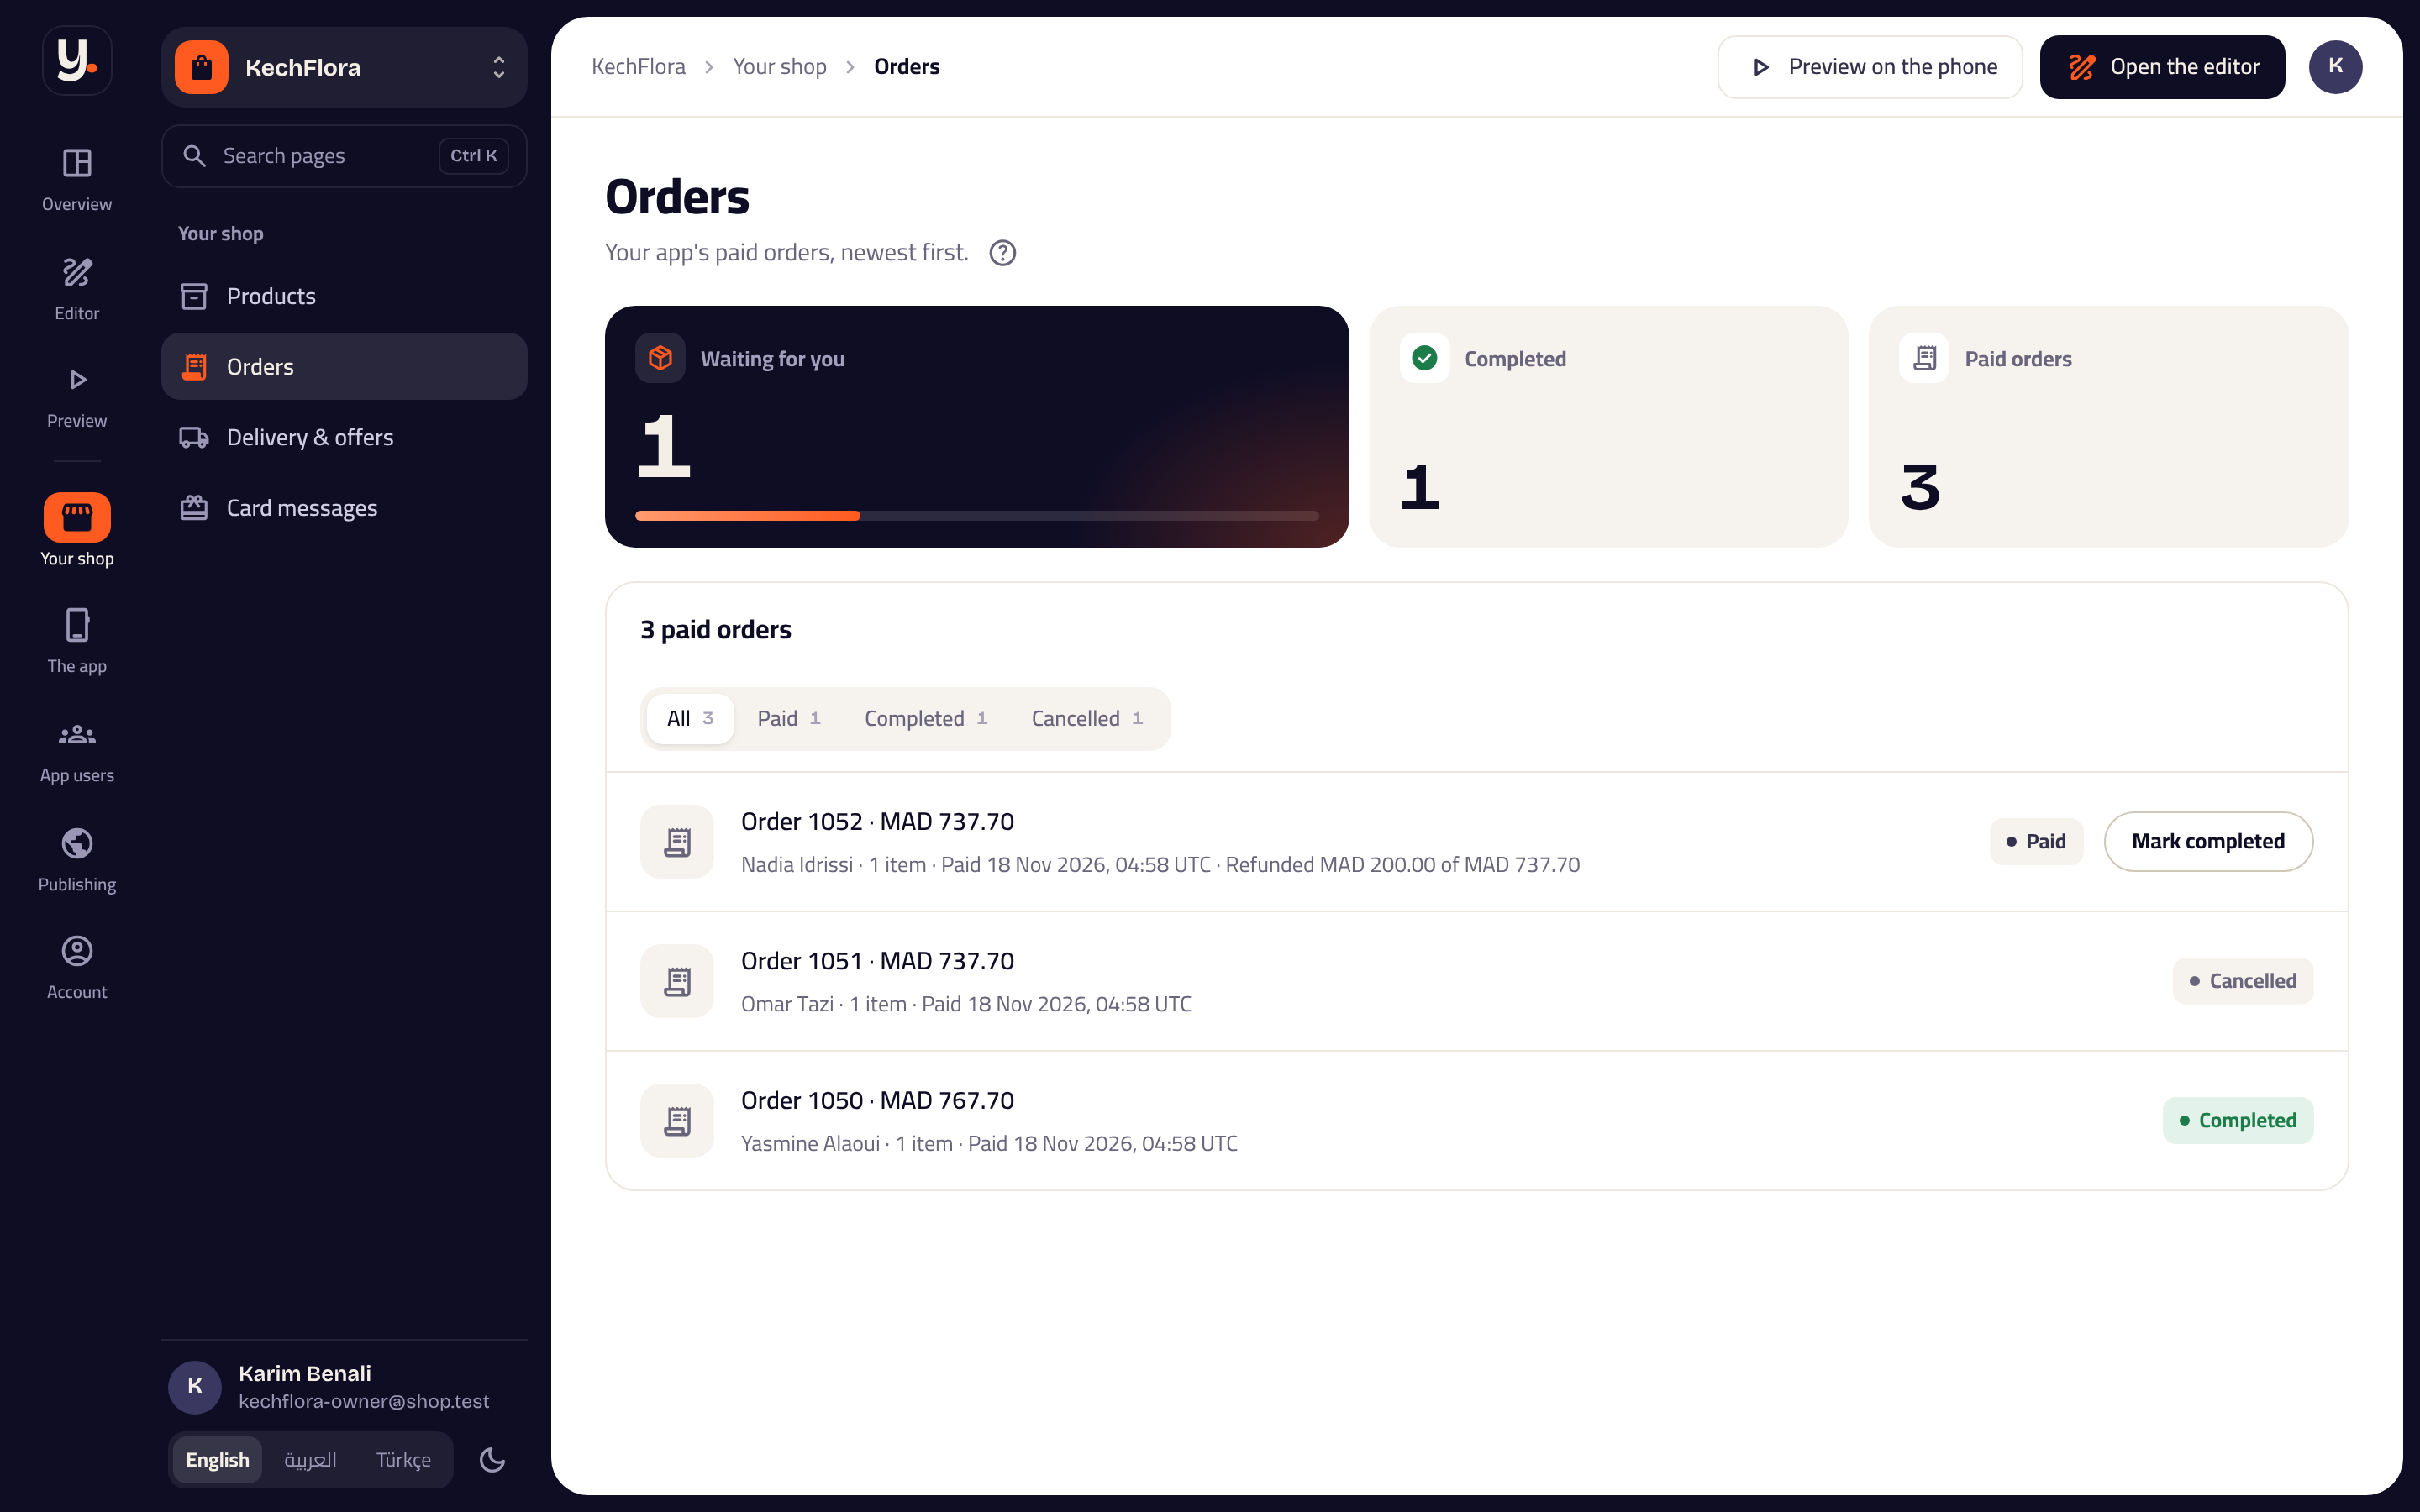 y.
Overview
Editor
Preview
Your shop
The app
App users
Publishing
Account
KechFlora
Search pages Ctrl K
Your shop
Products
Orders
Delivery & offers
Card messages
K
Karim Benali
kechflora-owner@shop.test
English العربية Türkçe
KechFlora > Your shop > Orders
Preview on the phone
Open the editor
K
Orders
Your app's paid orders, newest first. ?
Waiting for you
1
Completed
1
Paid orders
3
3 paid orders
All 3 Paid 1 Completed 1 Cancelled 1
Order 1052 · MAD 737.70
Nadia Idrissi · 1 item · Paid 18 Nov 2026, 04:58 UTC · Refunded MAD 200.00 of MAD 737.70
Paid Mark completed
Order 1051 · MAD 737.70
Omar Tazi · 1 item · Paid 18 Nov 2026, 04:58 UTC
Cancelled
Order 1050 · MAD 767.70
Yasmine Alaoui · 1 item · Paid 18 Nov 2026, 04:58 UTC
Completed